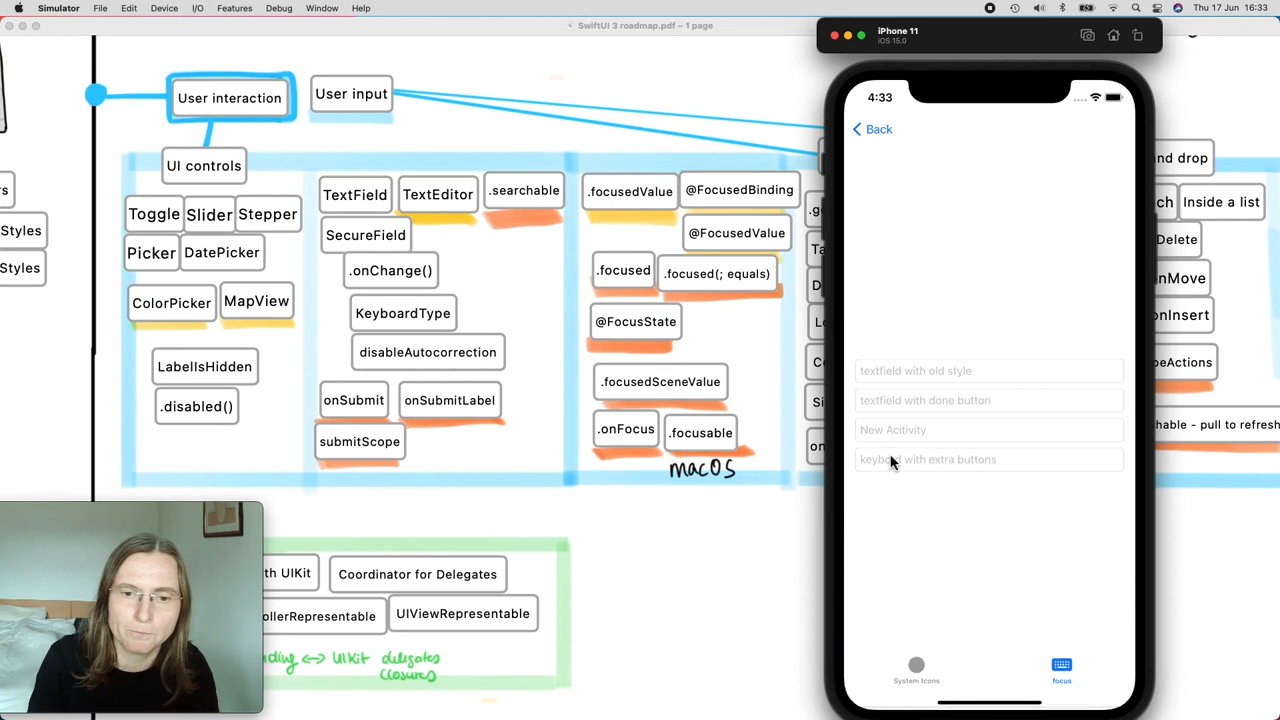 Simulator File Edit Device I/O Features Debug Window Help Thu 17 Jun 16:33
SwiftUI 3 roadmap.pdf – 1 page
iPhone 11
iOS 15.0
User interaction
User input
4:33
Back
UI controls
nd drop
TextField
TextEditor
.searchable
.focusedValue
@FocusedBinding
Toggle
Slider
Stepper
Inside a list
Styles
SecureField
@FocusedValue
Delete
Picker
DatePicker
Styles
.onChange()
.focused
.focused(; equals)
nMove
ColorPicker
MapView
KeyboardType
@FocusState
onInsert
disableAutocorrection
LabelIsHidden
eActions
textfield with old style
.disabled()
onSubmit
onSubmitLabel
.focusedSceneValue
textfield with done button
.onFocus
.focusable
hable - pull to refresh
New Acitivity
submitScope
macOS
keybord with extra buttons
th UIKit
Coordinator for Delegates
ollerRepresentable
UIViewRepresentable
nding <-> UIKit delegates
closures
System Icons
focus